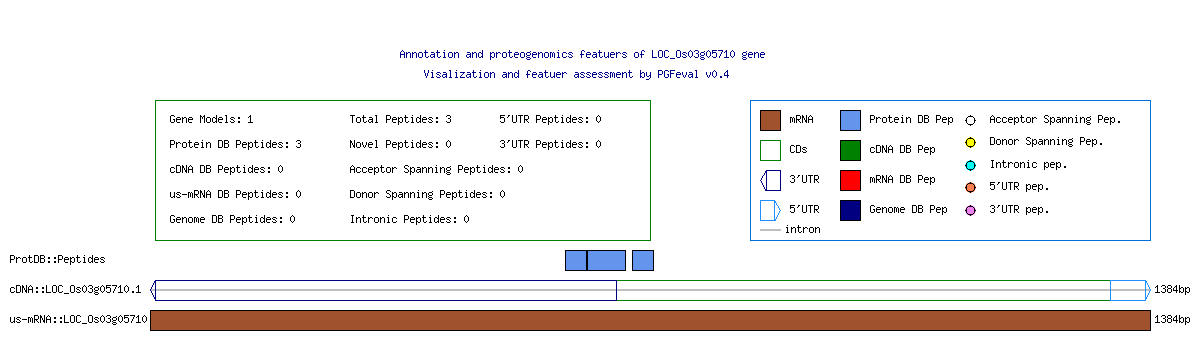 Annotation and proteogenomics featuers of LOC_Os03g05710 gene
Visalization and featuer assessment by PGFeval v0.4
Gene Models: 1
Total Peptides: 3
5'UTR Peptides: 0
Protein DB Peptides: 3
Novel Peptides: 0
3'UTR Peptides: 0
cDNA DB Peptides: 0
Acceptor Spanning Peptides: 0
us-mRNA DB Peptides: 0
Donor Spanning Peptides: 0
Genome DB Peptides: 0
Intronic Peptides: 0
mRNA
Protein DB Pep
Acceptor Spanning Pep.
CDs
cDNA DB Pep
Donor Spanning Pep.
3'UTR
mRNA DB Pep
Intronic pep.
5'UTR
Genome DB Pep
5'UTR pep.
3'UTR pep.
intron
ProtDB::Peptides
cDNA::LOC_Os03g05710.1
1384bp
us-mRNA::LOC_Os03g05710
1384bp